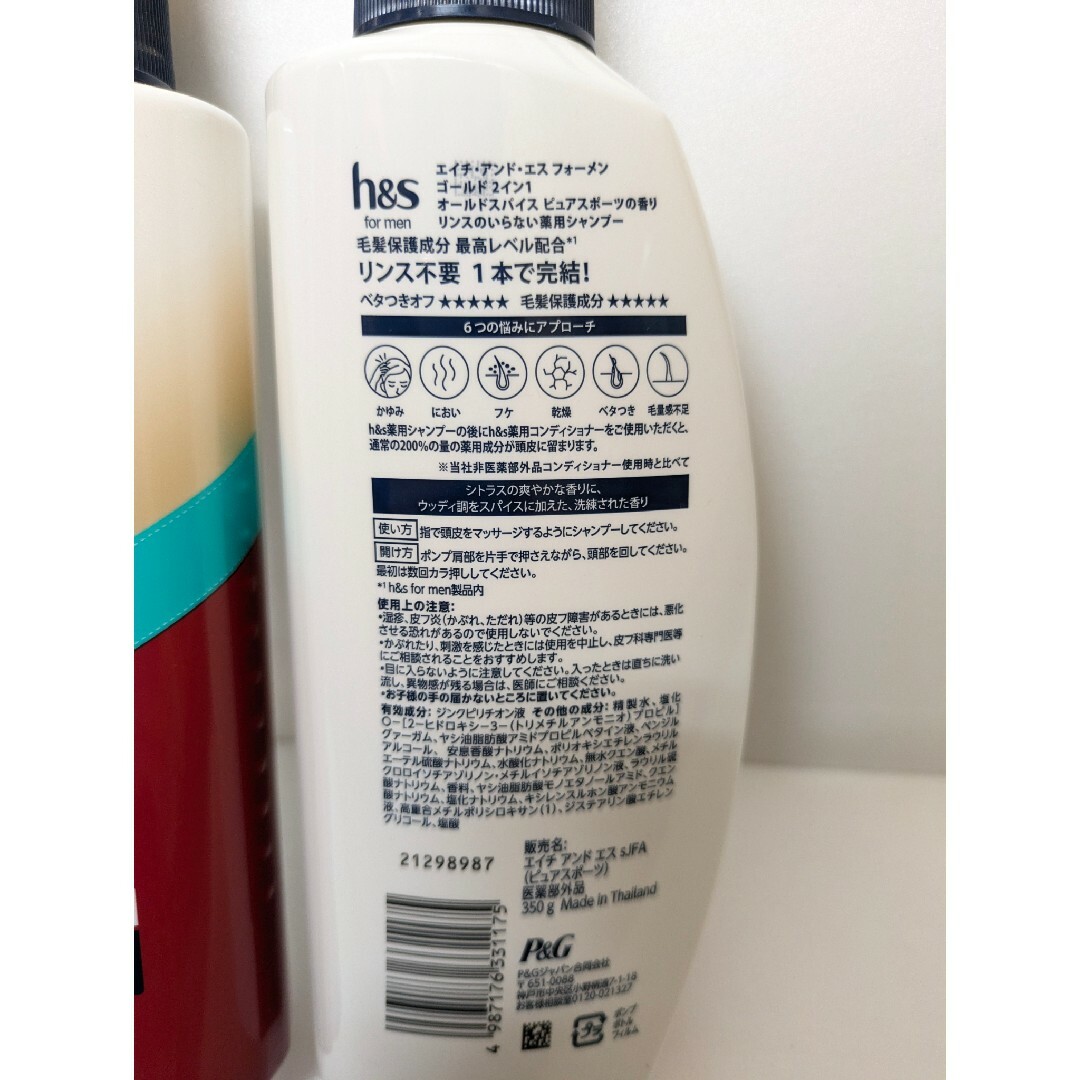 h&s
for men
エイチ・アンド・エス フォーメン
ゴールド 2イン1
オールドスパイス ピュアスポーツの香り
リンスのいらない薬用シャンプー
毛髪保護成分 最高レベル配合*1
リンス不要 1本で完結!
ベタつきオフ ★★★★★ 毛髪保護成分 ★★★★★
6つの悩みにアプローチ
かゆみ におい フケ 乾燥 ベタつき 毛量感不足
h&s薬用シャンプーの後にh&s薬用コンディショナーをご使用いただくと、
通常の200%の量の薬用成分が頭皮に留まります。
※当社非医薬部外品コンディショナー使用時と比べて
シトラスの爽やかな香りに、
ウッディ調をスパイスに加えた、洗練された香り
使い方 指で頭皮をマッサージするようにシャンプーしてください。
開け方 ポンプ肩部を片手で押さえながら、頭部を回してください。
最初は数回カラ押ししてください。
*1 h&s for men製品内
使用上の注意:
•湿疹、皮フ炎(かぶれ、ただれ)等の皮フ障害があるときには、悪化
させる恐れがあるので使用しないでください。
•かぶれたり、刺激を感じたときには使用を中止し、皮フ科専門医等
にご相談されることをおすすめします。
•目に入らないように注意してください。入ったときは直ちに洗い
流し、異物感が残る場合は、医師にご相談ください。
•お子様の手の届かないところに置いてください。
有効成分: ジンクピリチオン液 その他の成分: 精製水、塩化
O-[2-ヒドロキシ-3-(トリメチルアンモニオ)プロピル]
グァーガム、ヤシ油脂肪酸アミドプロピルベタイン液、ベンジル
アルコール、安息香酸ナトリウム、ポリオキシエチレンラウリル
エーテル硫酸ナトリウム、水酸化ナトリウム、無水クエン酸、メチル
クロロイソチアゾリノン・メチルイソチアゾリノン液、ラウリル硫
酸ナトリウム、香料、ヤシ油脂肪酸モノエタノールアミド、クエン
酸ナトリウム、塩化ナトリウム、キシレンスルホン酸アンモニウム
液、高重合メチルポリシロキサン(1)、ジステアリン酸エチレン
グリコール、塩酸
21298987
販売名:
エイチ アンド エス sJFA
(ピュアスポーツ)
医薬部外品
350g Made in Thailand
4 987176 331175
P&G
P&Gジャパン合同会社
〒651-0088
神戸市中央区小野柄通7-1-18
お客様相談室0120-021327
プラ
ポンプ
ボトル
フィルム